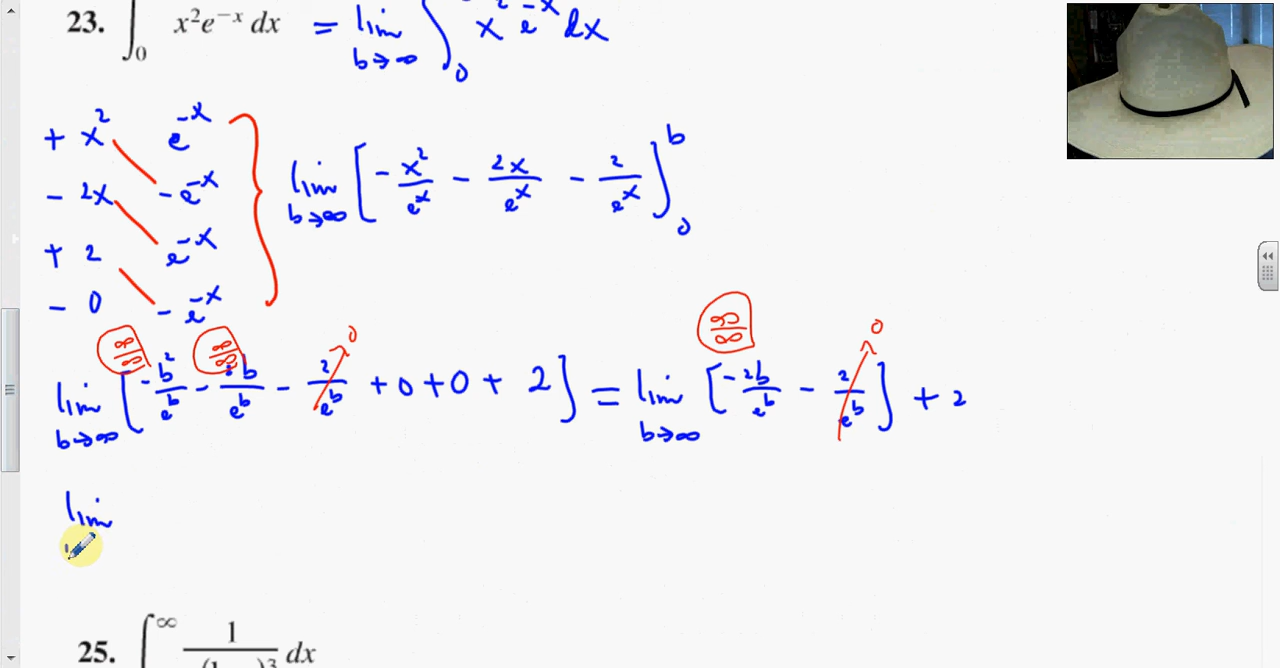 23. ∫₀ x²e⁻ˣ dx = lim b→∞ ∫₀ x² e⁻ˣ dx
+ x² e⁻ˣ
- 2x -e⁻ˣ
+ 2 e⁻ˣ
- 0 -e⁻ˣ
lim b→∞ [-x²/eˣ - 2x/eˣ - 2/eˣ]₀ᵇ
∞/∞ ∞/∞ 0 ∞/∞ 0
lim b→∞ [-b²/eᵇ - 2b/eᵇ - 2/eᵇ + 0 + 0 + 2] = lim b→∞ [-2b/eᵇ - 2/eᵇ] + 2
lim
25. ∫^∞ 1/( )³ dx